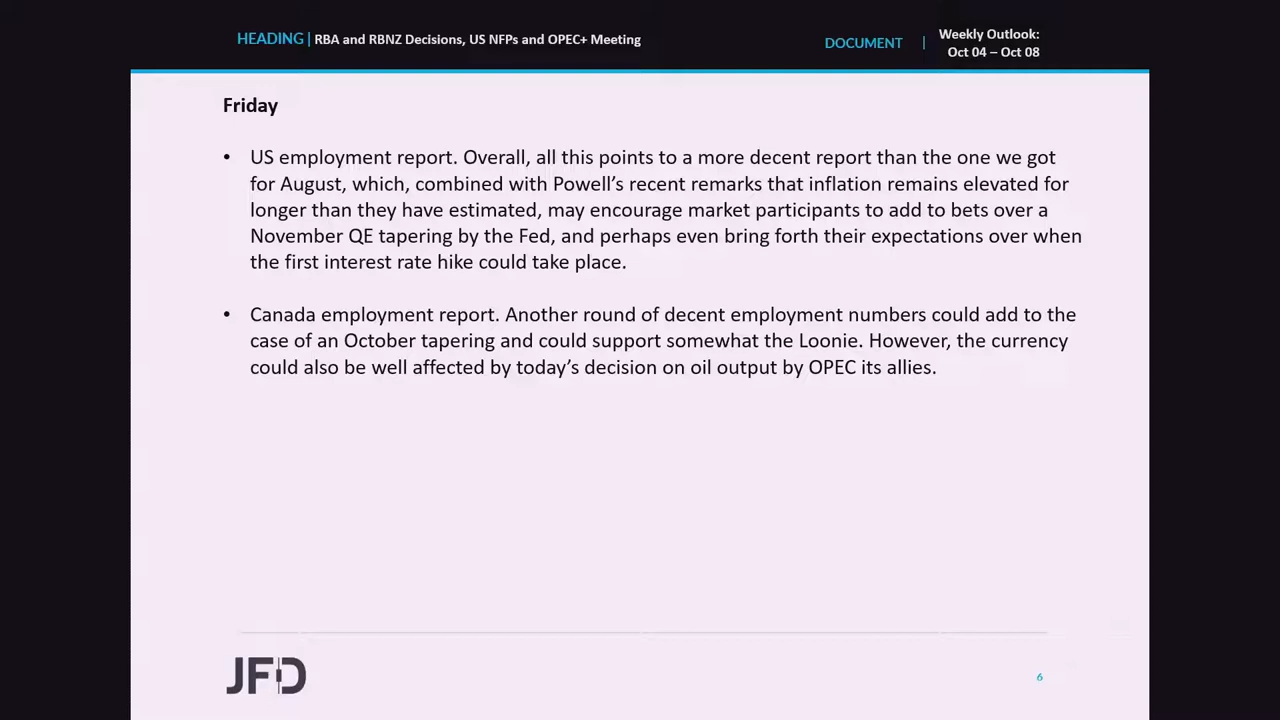 HEADING | RBA and RBNZ Decisions, US NFPs and OPEC+ Meeting
DOCUMENT | Weekly Outlook:
Oct 04 – Oct 08
Friday
• US employment report. Overall, all this points to a more decent report than the one we got
for August, which, combined with Powell’s recent remarks that inflation remains elevated for
longer than they have estimated, may encourage market participants to add to bets over a
November QE tapering by the Fed, and perhaps even bring forth their expectations over when
the first interest rate hike could take place.
• Canada employment report. Another round of decent employment numbers could add to the
case of an October tapering and could support somewhat the Loonie. However, the currency
could also be well affected by today’s decision on oil output by OPEC its allies.
JFD
6